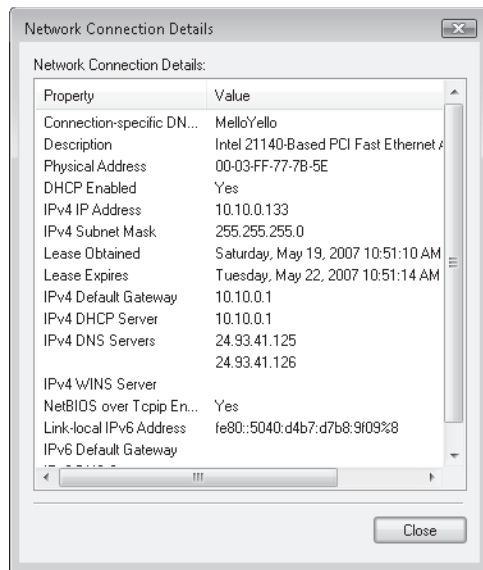 Network Connection Details
Network Connection Details:
Property Value
Connection-specific DN... MelloYello
Description Intel 21140-Based PCI Fast Ethernet
Physical Address 00-03-FF-77-7B-5E
DHCP Enabled Yes
IPv4 IP Address 10.10.0.133
IPv4 Subnet Mask 255.255.255.0
Lease Obtained Saturday, May 19, 2007 10:51:10 AM
Lease Expires Tuesday, May 22, 2007 10:51:14 AM
IPv4 Default Gateway 10.10.0.1
IPv4 DHCP Server 10.10.0.1
IPv4 DNS Servers 24.93.41.125
24.93.41.126
IPv4 WINS Server
NetBIOS over Tcpip En... Yes
Link-local IPv6 Address fe80::5040:d4b7:d7b8:9f09%8
IPv6 Default Gateway
Close